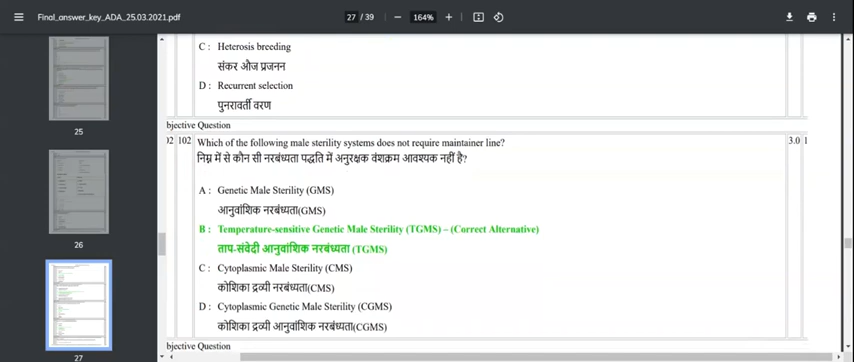 Final_answer_key_ADA_25.03.2021.pdf
27 / 39
164%
25
26
27
C : Heterosis breeding
संकर औज प्रजनन
D : Recurrent selection
पुनरावर्ती वरण
bjective Question
02 102 Which of the following male sterility systems does not require maintainer line? 3.0 1
निम्न में से कौन सी नरबंध्यता पद्धति में अनुरक्षक वंशक्रम आवश्यक नहीं है?
A : Genetic Male Sterility (GMS)
आनुवांशिक नरबंध्यता(GMS)
B : Temperature-sensitive Genetic Male Sterility (TGMS) – (Correct Alternative)
ताप-संवेदी आनुवांशिक नरबंध्यता (TGMS)
C : Cytoplasmic Male Sterility (CMS)
कोशिका द्रव्यी नरबंध्यता(CMS)
D : Cytoplasmic Genetic Male Sterility (CGMS)
कोशिका द्रव्यी आनुवांशिक नरबंध्यता(CGMS)
bjective Question